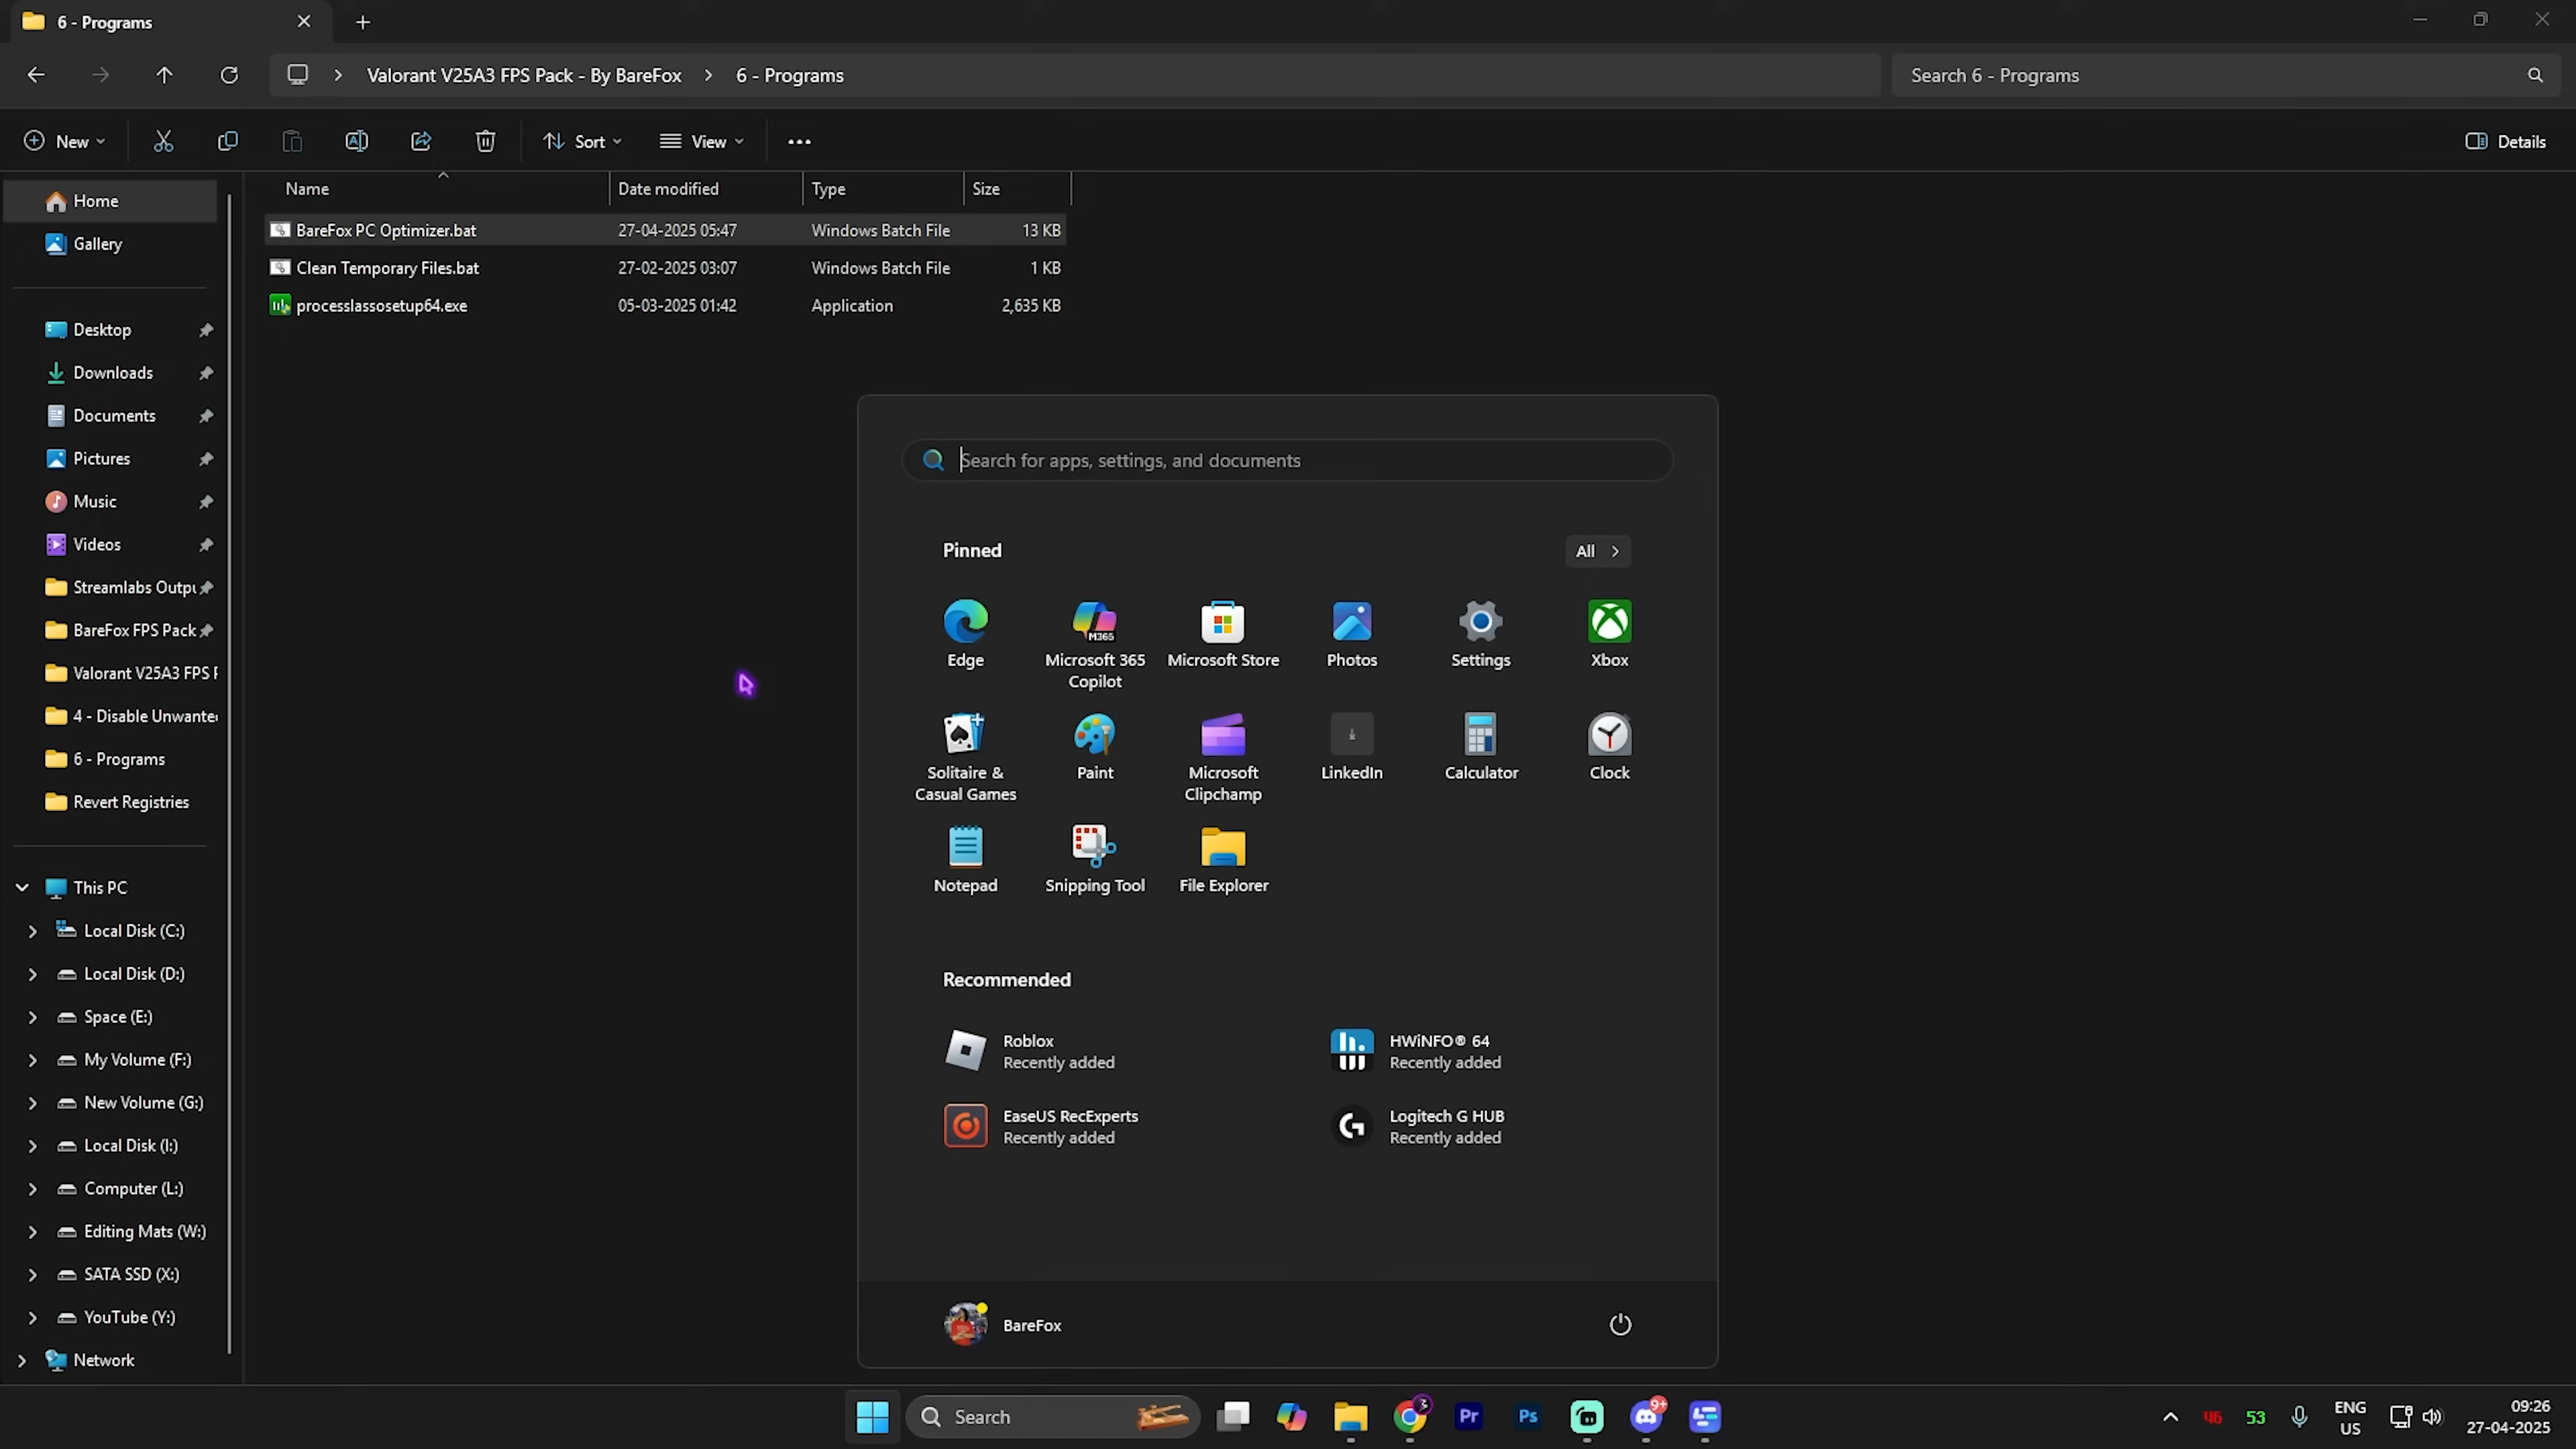 6 - Programs
Valorant V25A3 FPS Pack - By BareFox > 6 - Programs
Search 6 - Programs
New
Sort
View
Details
Name Date modified Type Size
BareFox PC Optimizer.bat 27-04-2025 05:47 Windows Batch File 13 KB
Clean Temporary Files.bat 27-02-2025 03:07 Windows Batch File 1 KB
processlassosetup64.exe 05-03-2025 01:42 Application 2,635 KB
Home
Gallery
Desktop
Downloads
Documents
Pictures
Music
Videos
Streamlabs Outpu
BareFox FPS Pack
Valorant V25A3 FPS P
4 - Disable Unwante
6 - Programs
Revert Registries
This PC
Local Disk (C:)
Local Disk (D:)
Space (E:)
My Volume (F:)
New Volume (G:)
Local Disk (I:)
Computer (L:)
Editing Mats (W:)
SATA SSD (X:)
YouTube (Y:)
Network
Search for apps, settings, and documents
Pinned
All
Edge
M365
Microsoft 365
Copilot
Microsoft Store
Photos
Settings
Xbox
Solitaire &
Casual Games
Paint
Microsoft
Clipchamp
LinkedIn
Calculator
Clock
Notepad
Snipping Tool
File Explorer
Recommended
Roblox
Recently added
HWiNFO® 64
Recently added
EaseUS RecExperts
Recently added
Logitech G HUB
Recently added
BareFox
Search
3
Pr
Ps
9+
46
53
ENG
US
09:26
27-04-2025